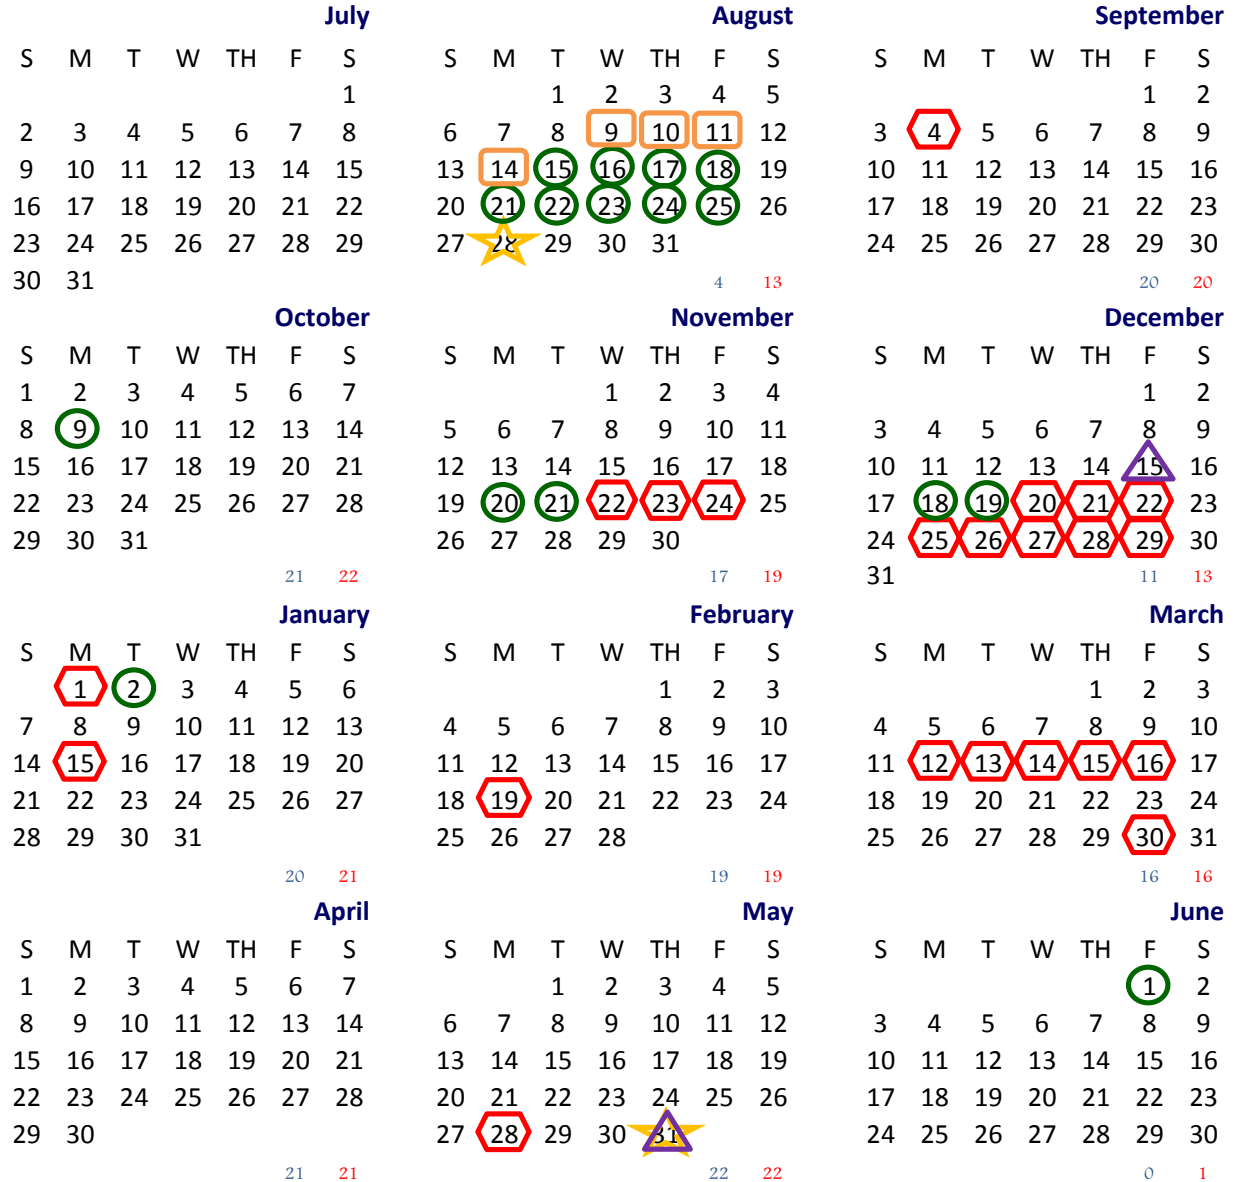 July August September
S M T W TH F S S M T W TH F S S M T W TH F S
1 1 2 3 4 5 1 2
2 3 4 5 6 7 8 6 7 8 9 10 11 12 3 4 5 6 7 8 9
9 10 11 12 13 14 15 13 14 15 16 17 18 19 10 11 12 13 14 15 16
16 17 18 19 20 21 22 20 21 22 23 24 25 26 17 18 19 20 21 22 23
23 24 25 26 27 28 29 27 28 29 30 31 24 25 26 27 28 29 30
30 31 4 13 20 20
October November December
S M T W TH F S S M T W TH F S S M T W TH F S
1 2 3 4 5 6 7 1 2 3 4 1 2
8 9 10 11 12 13 14 5 6 7 8 9 10 11 3 4 5 6 7 8 9
15 16 17 18 19 20 21 12 13 14 15 16 17 18 10 11 12 13 14 15 16
22 23 24 25 26 27 28 19 20 21 22 23 24 25 17 18 19 20 21 22 23
29 30 31 26 27 28 29 30 24 25 26 27 28 29 30
21 22 17 19 31 11 13
January February March
S M T W TH F S S M T W TH F S S M T W TH F S
1 2 3 4 5 6 1 2 3 1 2 3
7 8 9 10 11 12 13 4 5 6 7 8 9 10 4 5 6 7 8 9 10
14 15 16 17 18 19 20 11 12 13 14 15 16 17 11 12 13 14 15 16 17
21 22 23 24 25 26 27 18 19 20 21 22 23 24 18 19 20 21 22 23 24
28 29 30 31 25 26 27 28 25 26 27 28 29 30 31
20 21 19 19 16 16
April May June
S M T W TH F S S M T W TH F S S M T W TH F S
1 2 3 4 5 6 7 1 2 3 4 5 1 2
8 9 10 11 12 13 14 6 7 8 9 10 11 12 3 4 5 6 7 8 9
15 16 17 18 19 20 21 13 14 15 16 17 18 19 10 11 12 13 14 15 16
22 23 24 25 26 27 28 20 21 22 23 24 25 26 17 18 19 20 21 22 23
29 30 27 28 29 30 31 24 25 26 27 28 29 30
21 21 22 22 0 1